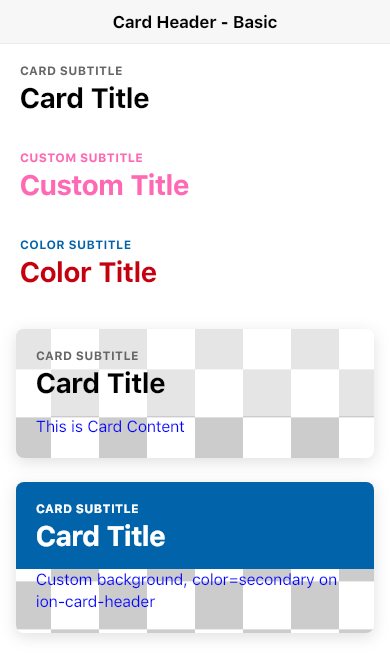 Card Header - Basic
CARD SUBTITLE
Card Title
CUSTOM SUBTITLE
Custom Title
COLOR SUBTITLE
Color Title
CARD SUBTITLE
Card Title
This is Card Content
CARD SUBTITLE
Card Title
Custom background, color=secondary on
ion-card-header